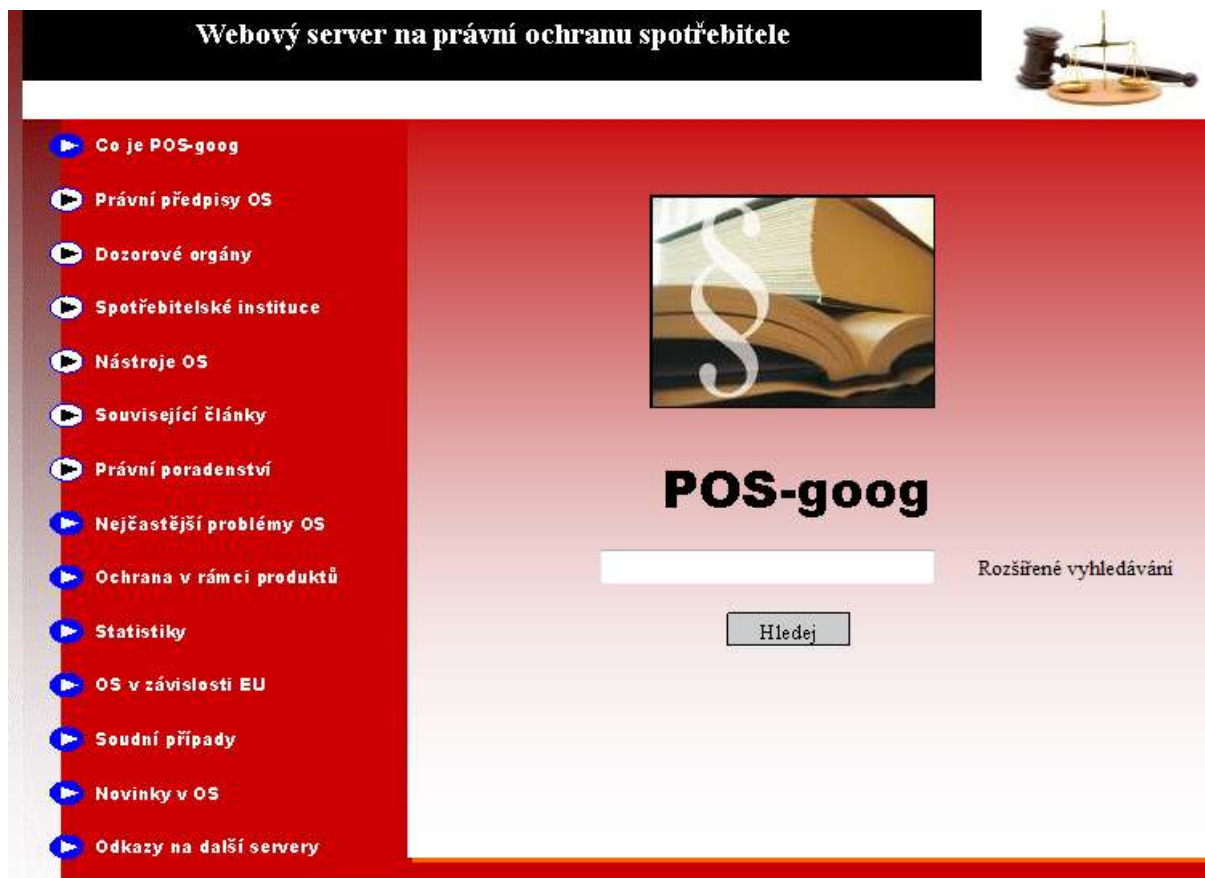 Webový server na právní ochranu spotřebitele
Co je POS-goog
Právní předpisy OS
Dozorové orgány
Spotřebitelské instituce
Nástroje OS
Související články
Právní poradenství
Nejčastější problémy OS
Ochrana v rámci produktů
Statistiky
OS v závislosti EU
Soudní případy
Novinky v OS
Odkazy na další servery
§
POS-goog
Rozšířené vyhledávání
Hledej